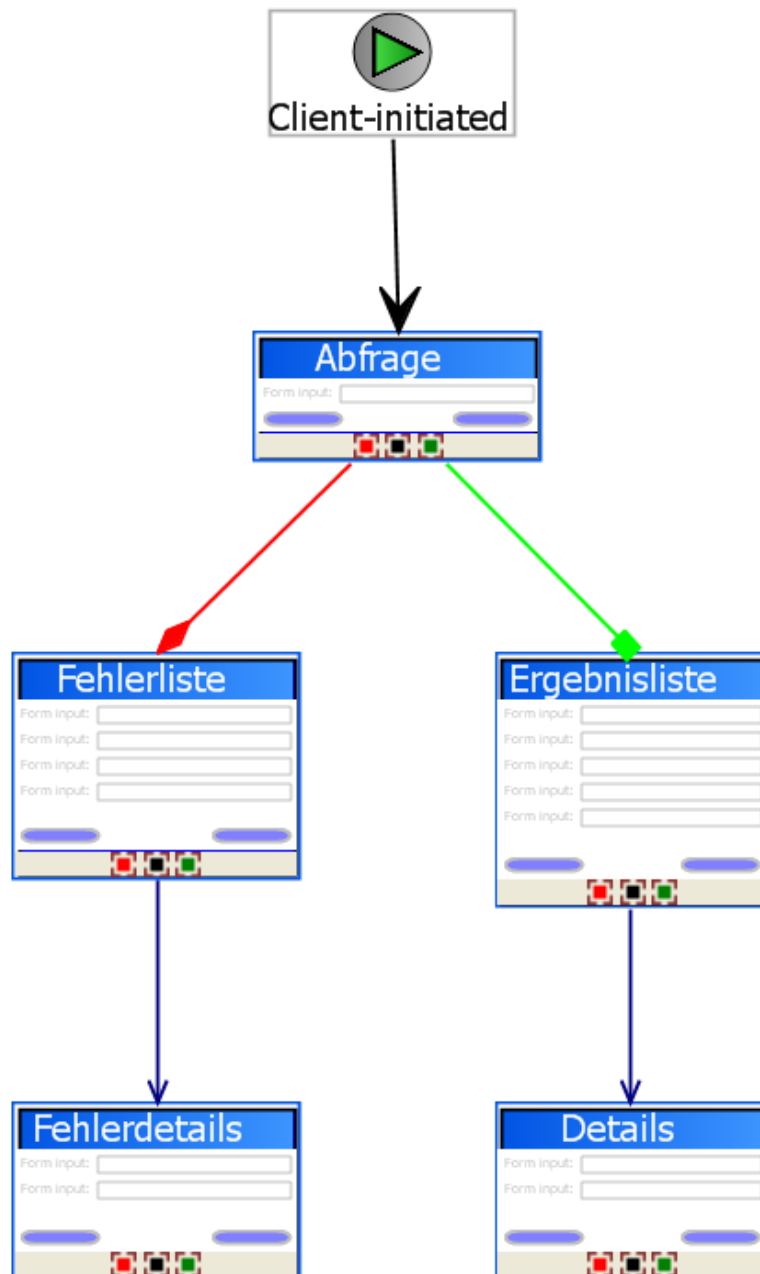 Client-initiated
Abfrage
Form input:
Fehlerliste
Form input:
Form input:
Form input:
Form input:
Ergebnisliste
Form input:
Form input:
Form input:
Form input:
Form input:
Fehlerdetails
Form input:
Form input:
Details
Form input:
Form input: